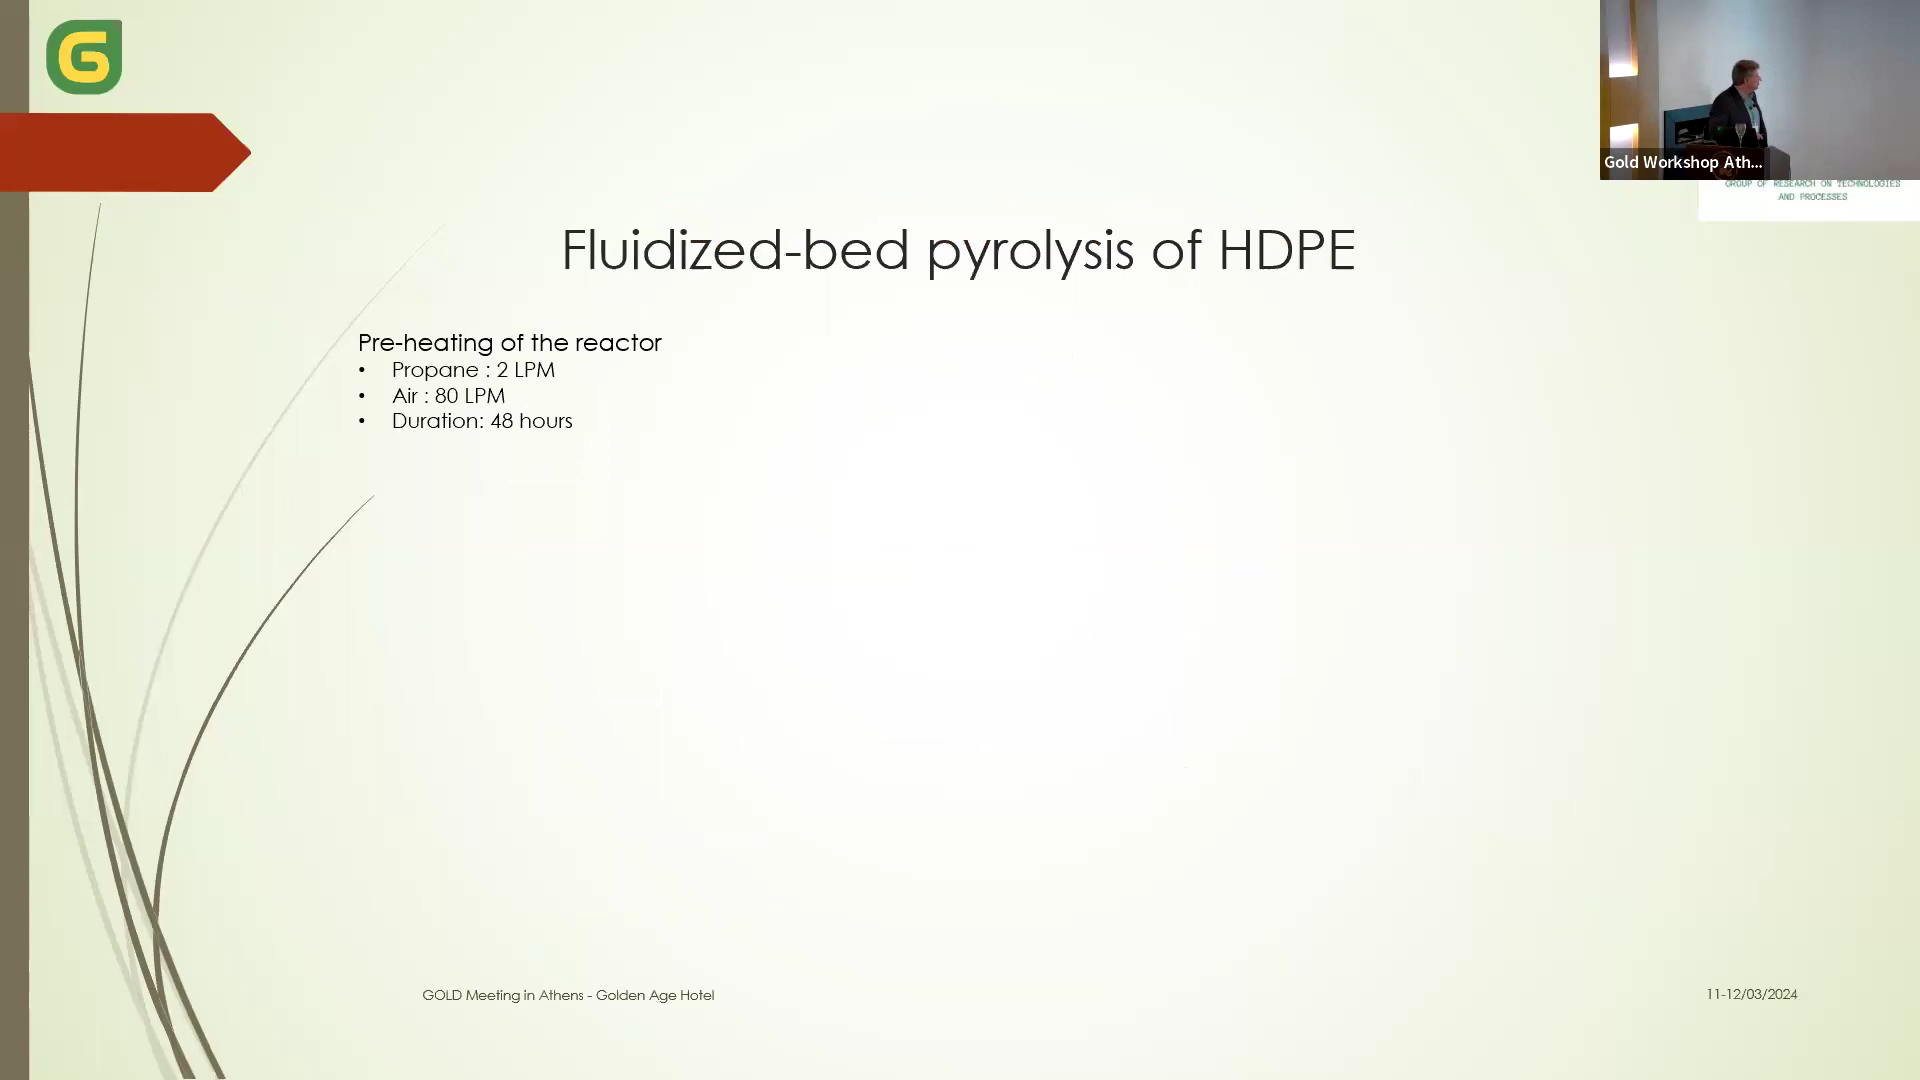 G
Gold Workshop Ath...
GROUP OF RESEARCH ON TECHNOLOGIES
AND PROCESSES
Fluidized-bed pyrolysis of HDPE
Pre-heating of the reactor
• Propane : 2 LPM
• Air : 80 LPM
• Duration: 48 hours
GOLD Meeting in Athens - Golden Age Hotel
11-12/03/2024